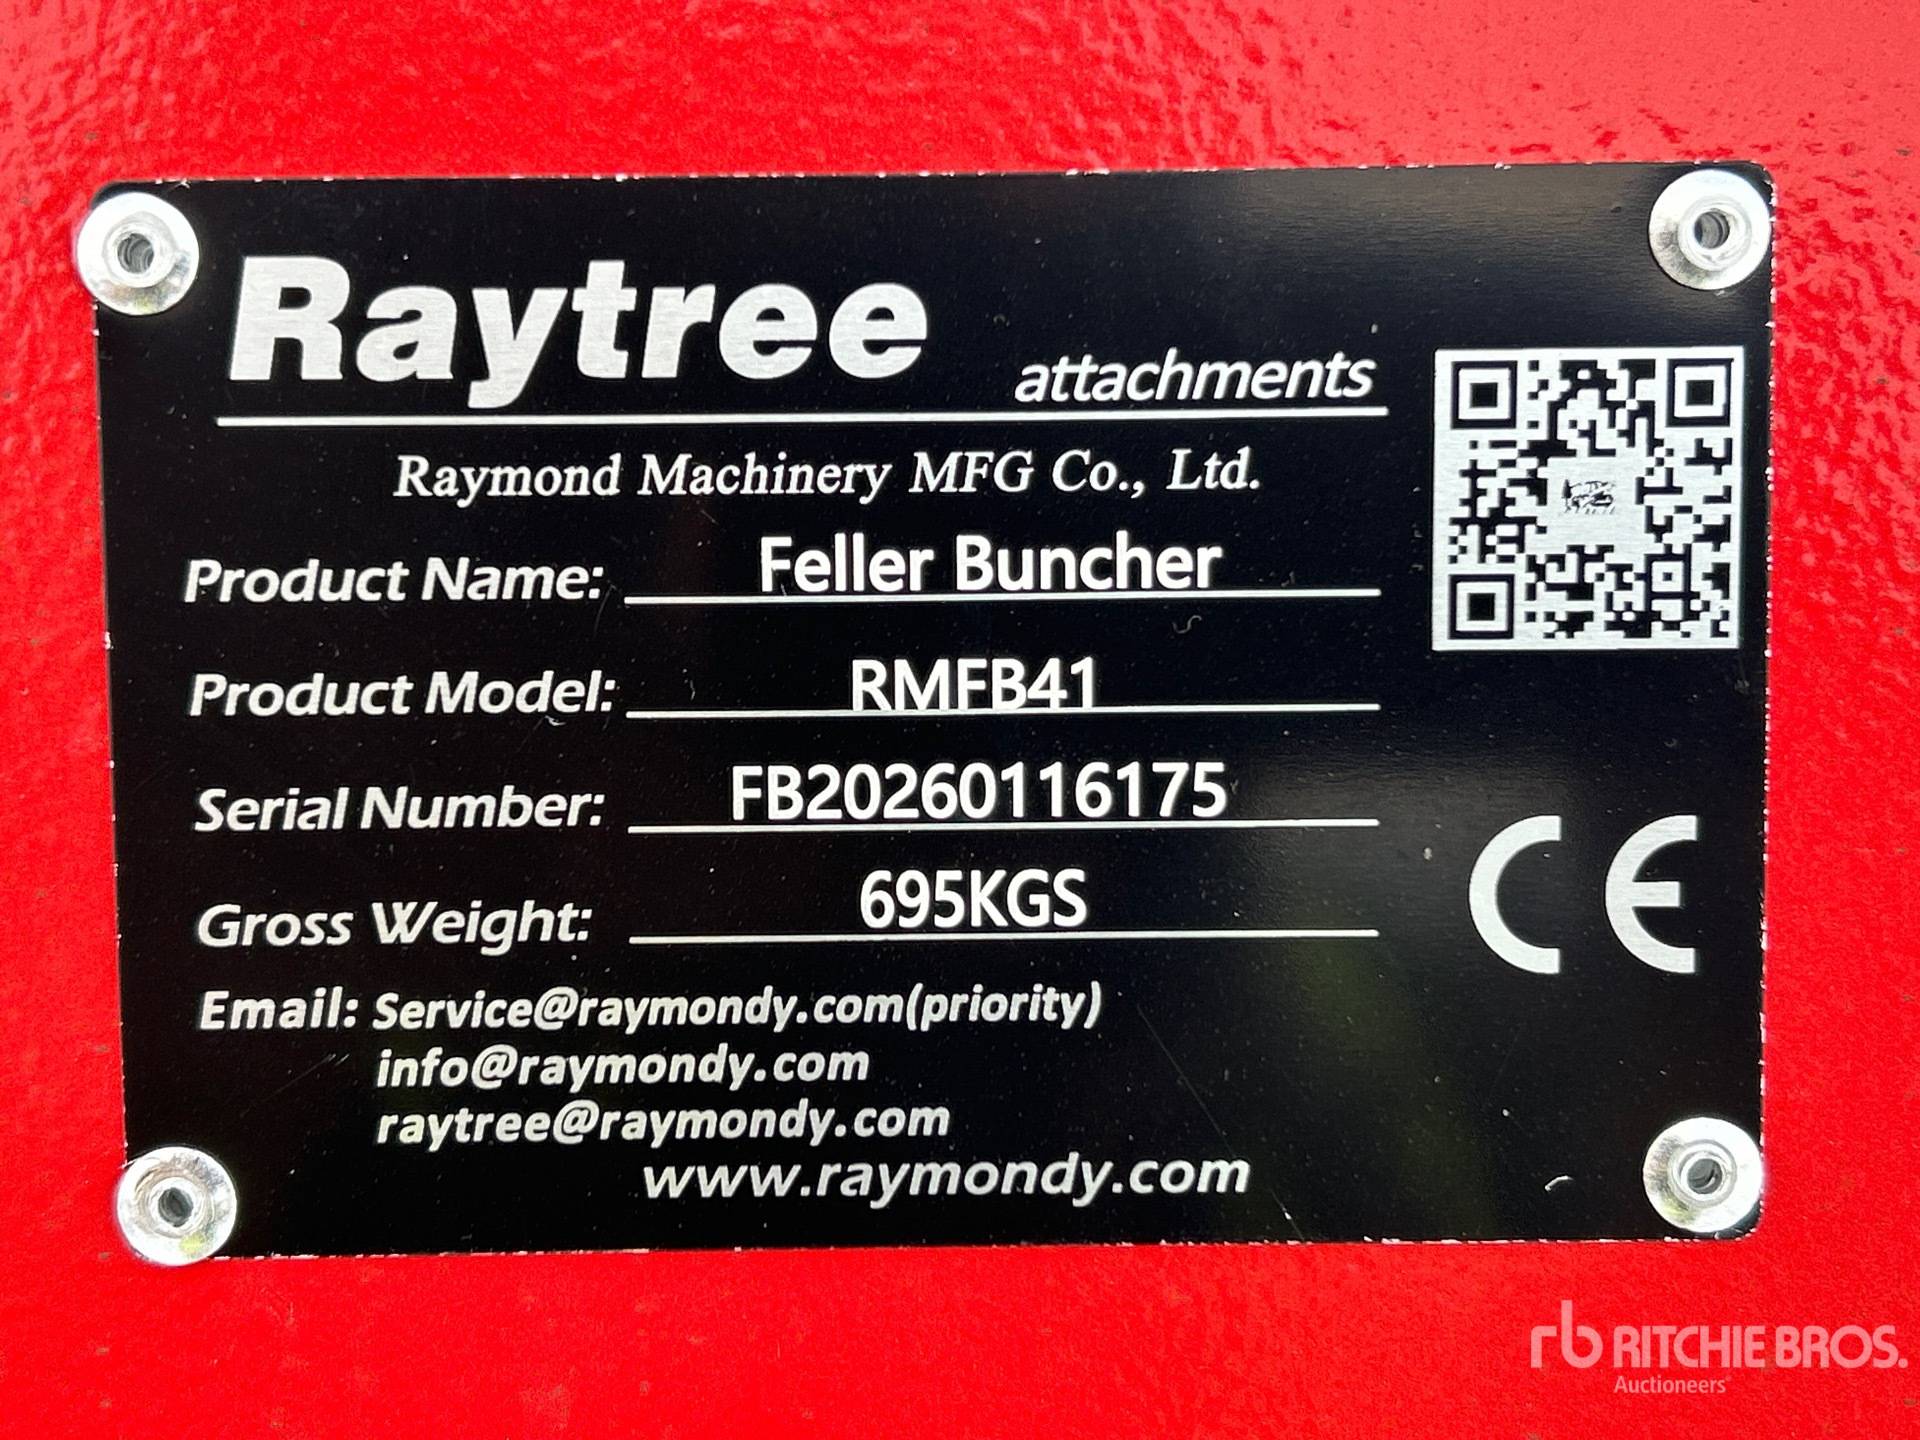 Raytree attachments
Raymond Machinery MFG Co., Ltd.
Product Name: Feller Buncher
Product Model: RMFB41
Serial Number: FB20260116175
Gross Weight: 695KGS
Email: Service@raymondy.com(priority)
info@raymondy.com
raytree@raymondy.com
www.raymondy.com
CE
rb RITCHIE BROS.
Auctioneers